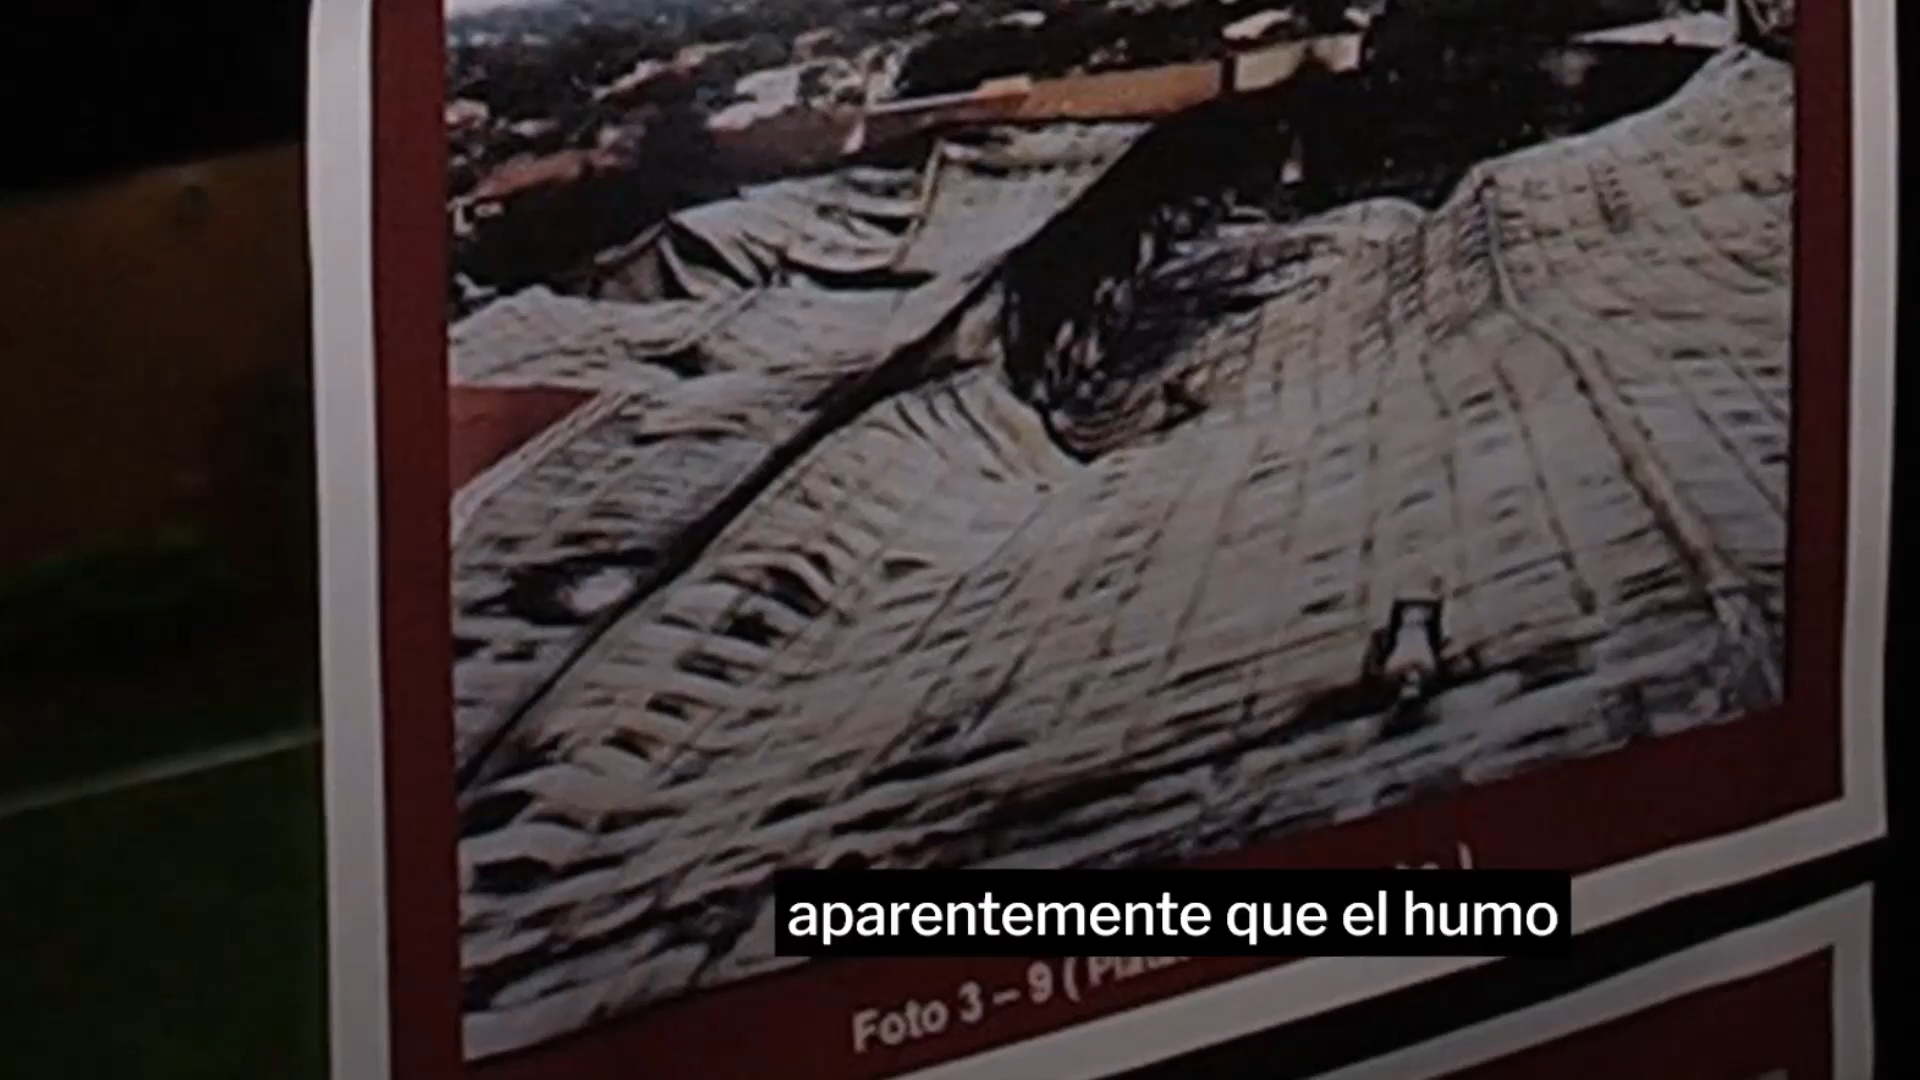 aparentemente que el humo
Foto 3 – 9 (